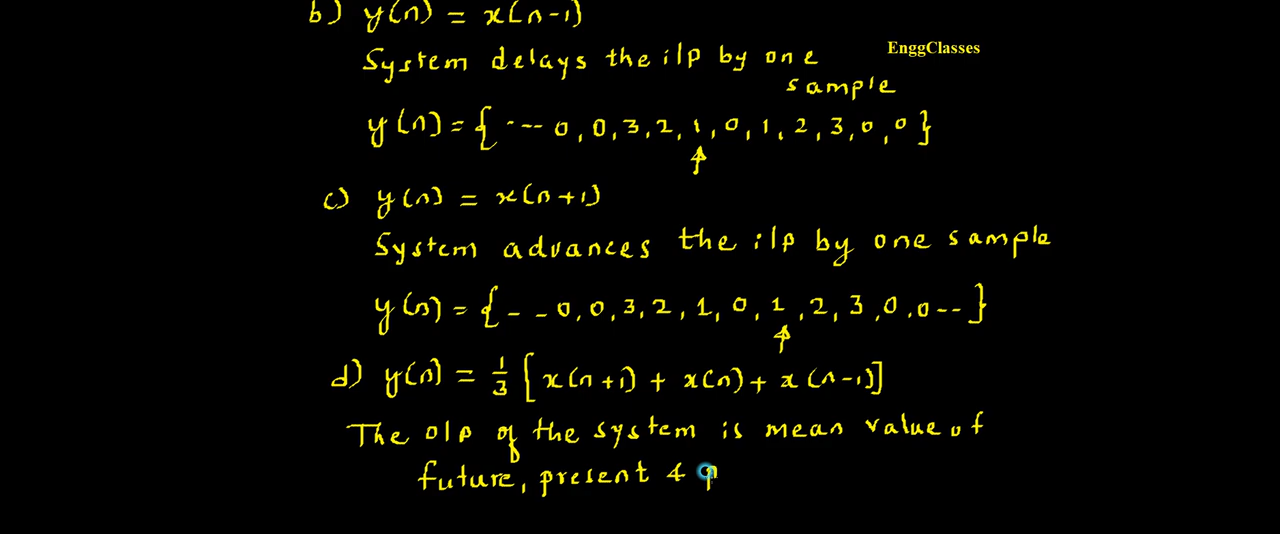 b) y(n) = x(n-1)
EnggClasses
System delays the i/p by one
sample
y(n) = { ---- 0, 0, 3, 2, 1, 0, 1, 2, 3, 0, 0 }
↑
c) y(n) = x(n+1)
System advances the i/p by one sample
y(n) = { - - 0, 0, 3, 2, 1, 0, 1, 2, 3, 0, 0 -- }
↑
d) y(n) = 1/3 [ x(n+1) + x(n) + x(n-1) ]
The o/p of the system is mean value of
future, present & p